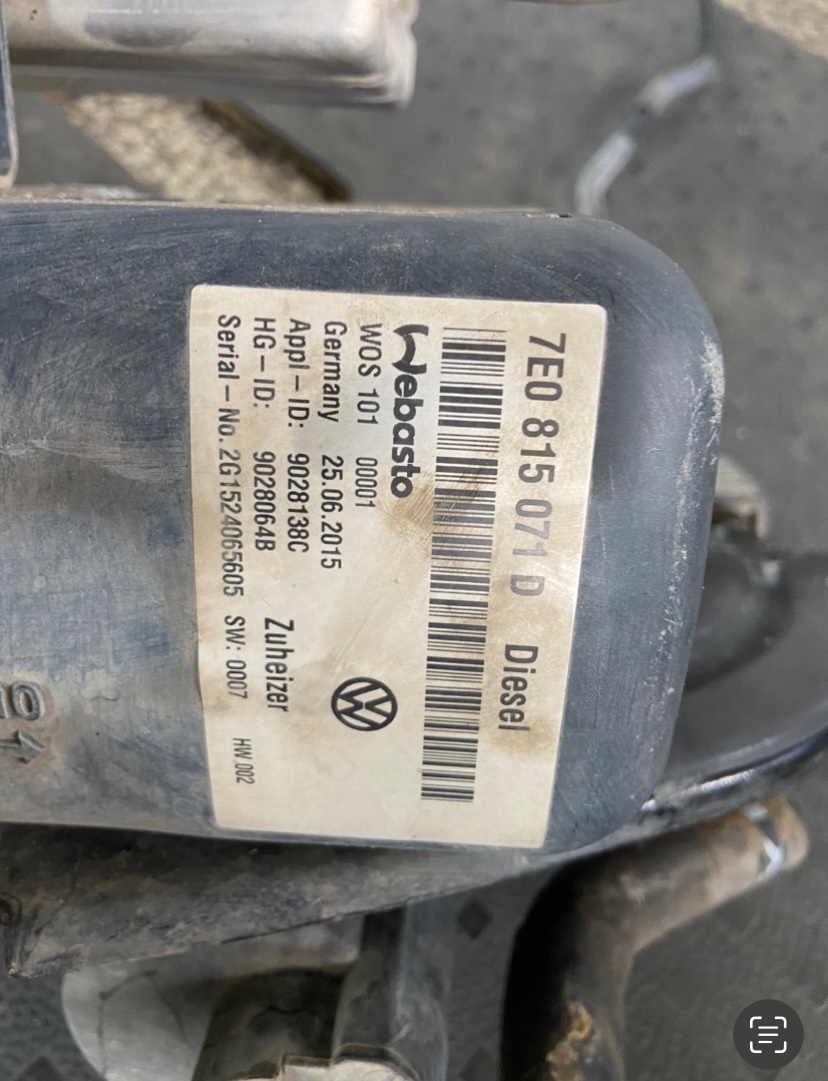 7E0 815 071 D Diesel
Webasto
WOS 101 00001
Germany 25.06.2015
Appl-ID: 9028138C
HG-ID: 9028064B Zuheizer
Serial-No. 2G1524065605 SW: 0007 HW 002